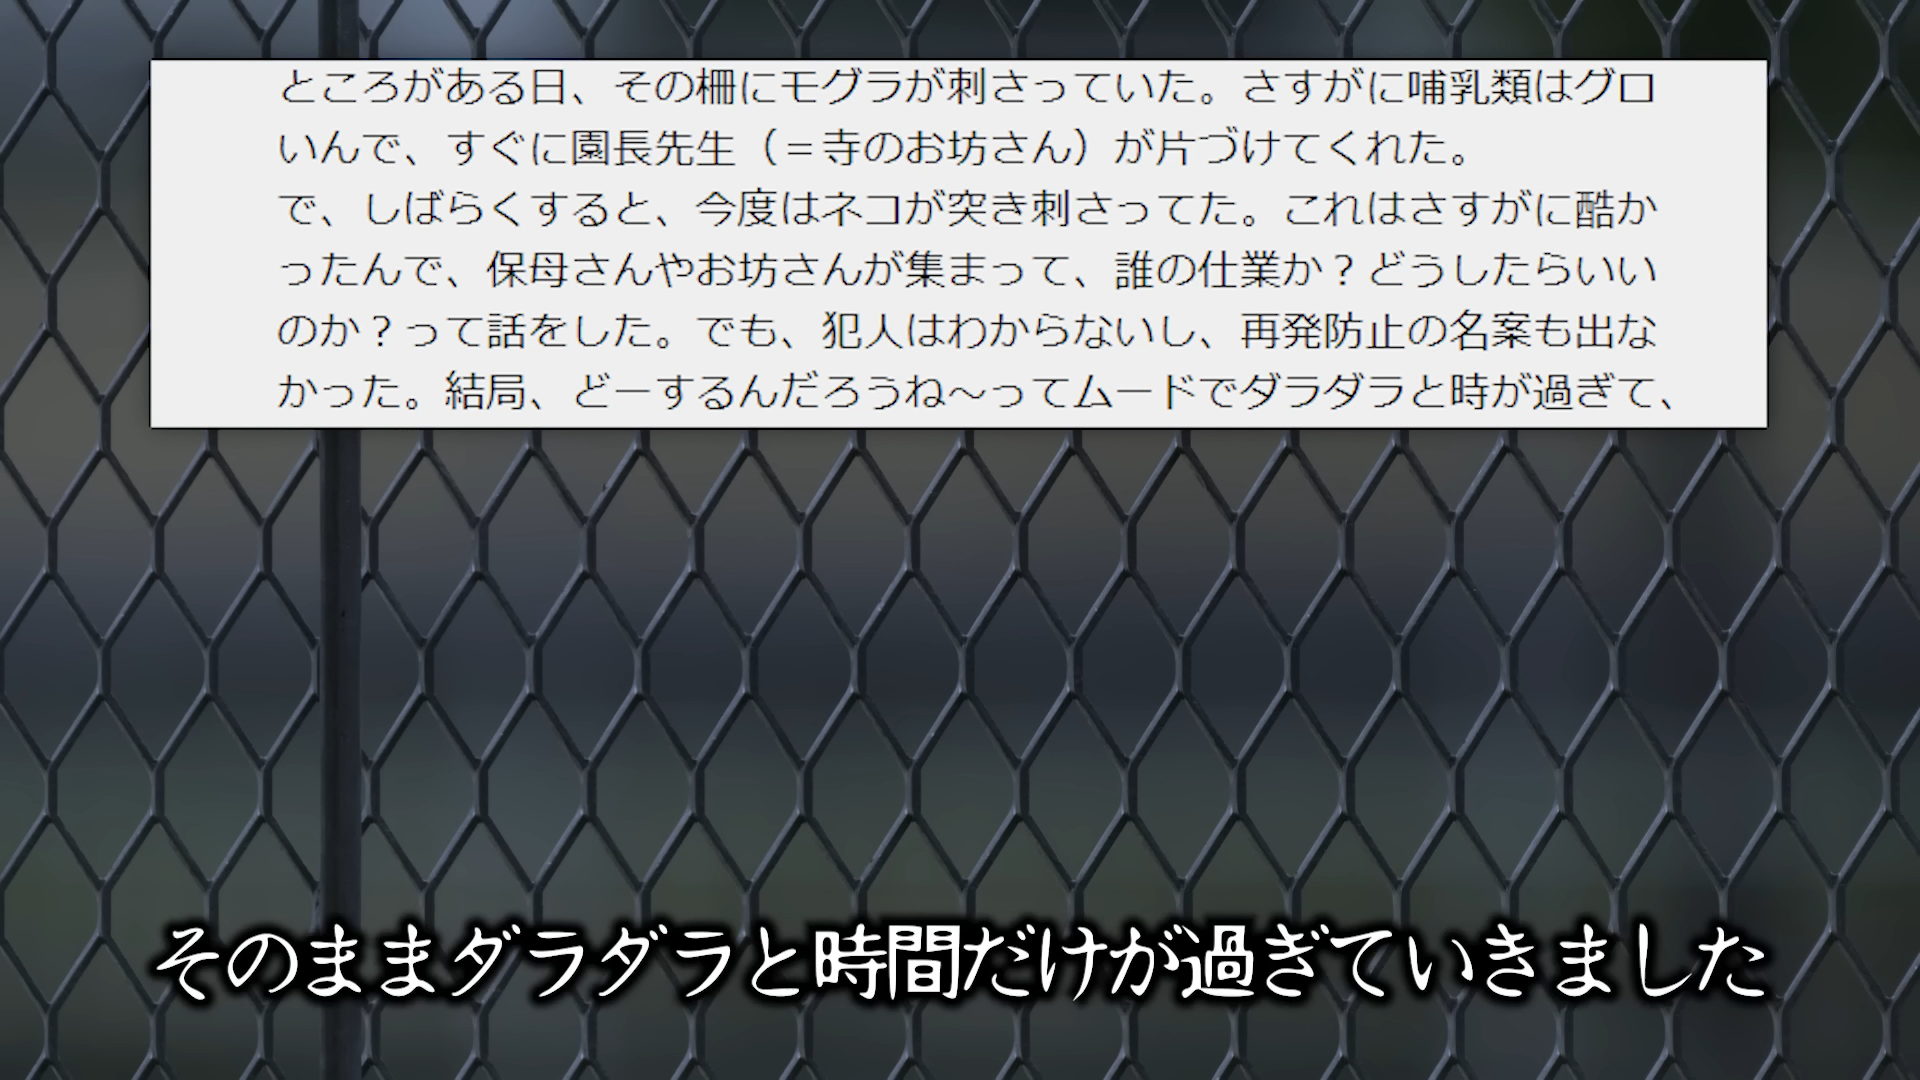 ところがある日、その柵にモグラが刺さっていた。さすがに哺乳類はグロ
いんで、すぐに園長先生（＝寺のお坊さん）が片づけてくれた。
で、しばらくすると、今度はネコが突き刺さってた。これはさすがに酷か
ったんで、保母さんやお坊さんが集まって、誰の仕業か？どうしたらいい
のか？って話をした。でも、犯人はわからないし、再発防止の名案も出な
かった。結局、どーするんだろうね～ってムードでダラダラと時が過ぎて、
そのままダラダラと時間だけが過ぎていきました